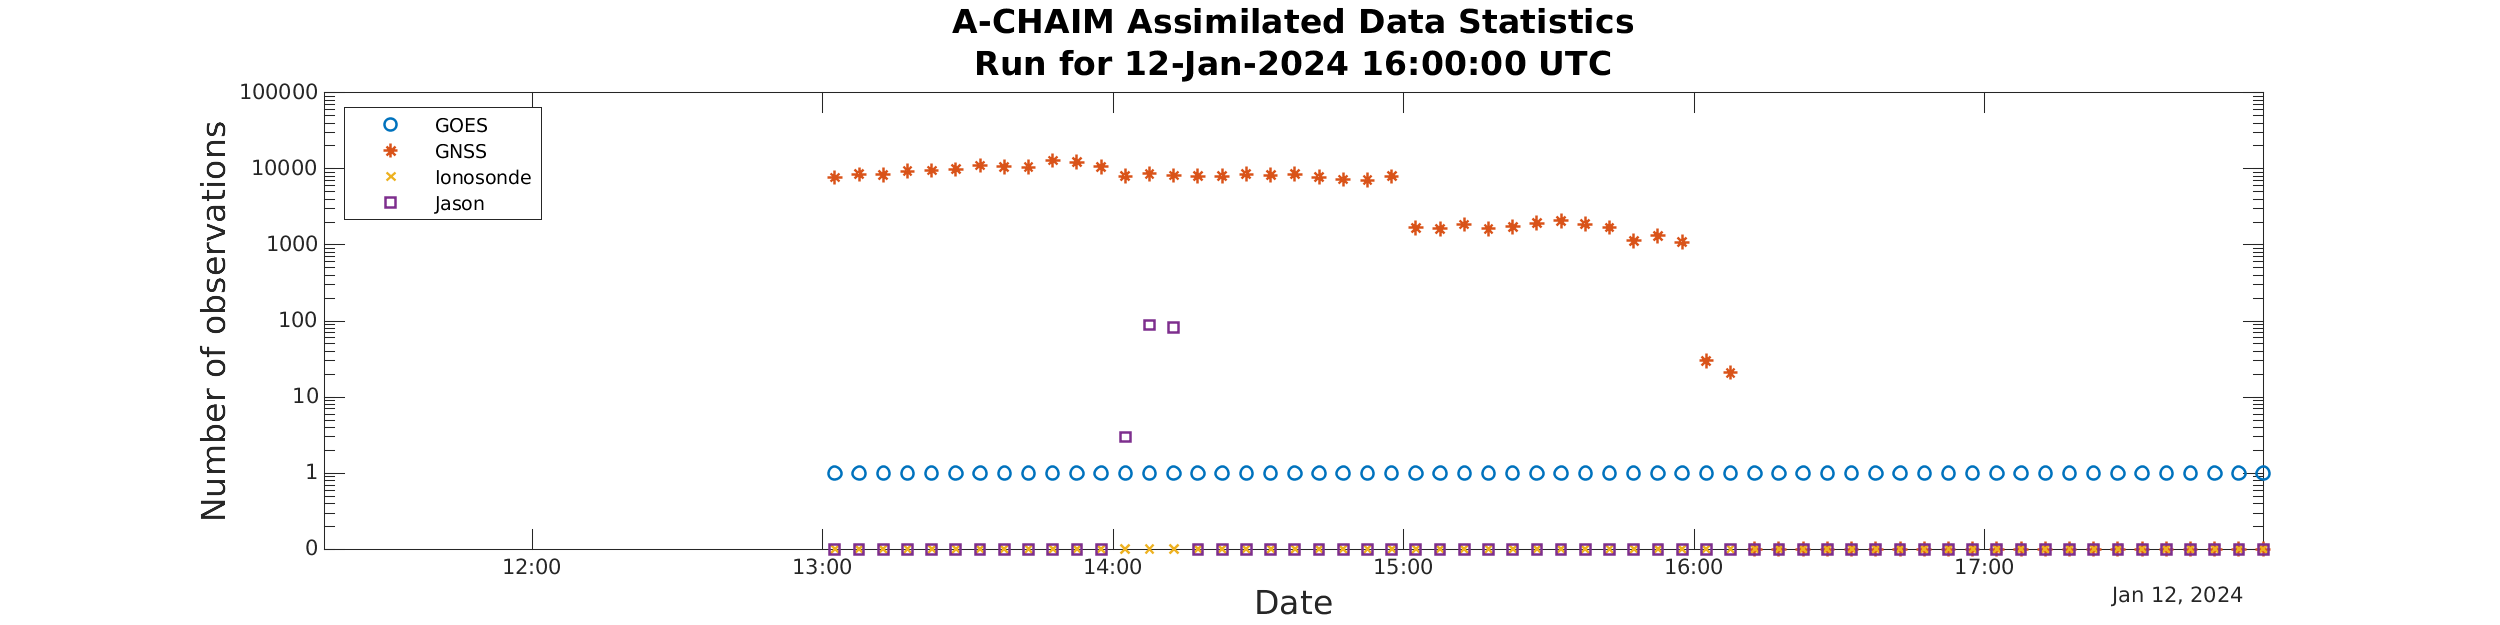 A-CHAIM Assimilated Data Statistics
Run for 12-Jan-2024 16:00:00 UTC
Number of observations
100000
10000
1000
100
10
1
0
GOES
GNSS
Ionosonde
Jason
12:00
13:00
14:00
15:00
16:00
17:00
Date
Jan 12, 2024